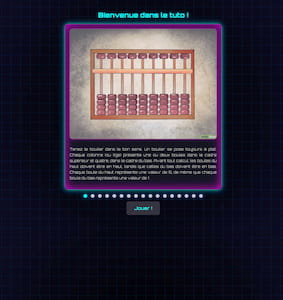 Bienvenue dans le tuto !
Tenez le boulier dans le bon sens. Un boulier se pose toujours à plat.
Chaque colonne (ou tige) présente une ou deux boules dans le cadre
supérieur et quatre, dans le cadre du bas. Avant tout calcul, les boules du
haut doivent être en haut, tandis que celles du bas doivent être en bas.
Chaque boule du haut représente une valeur de 5, de même que chaque
boule du bas représente une valeur de 1
Jouer !